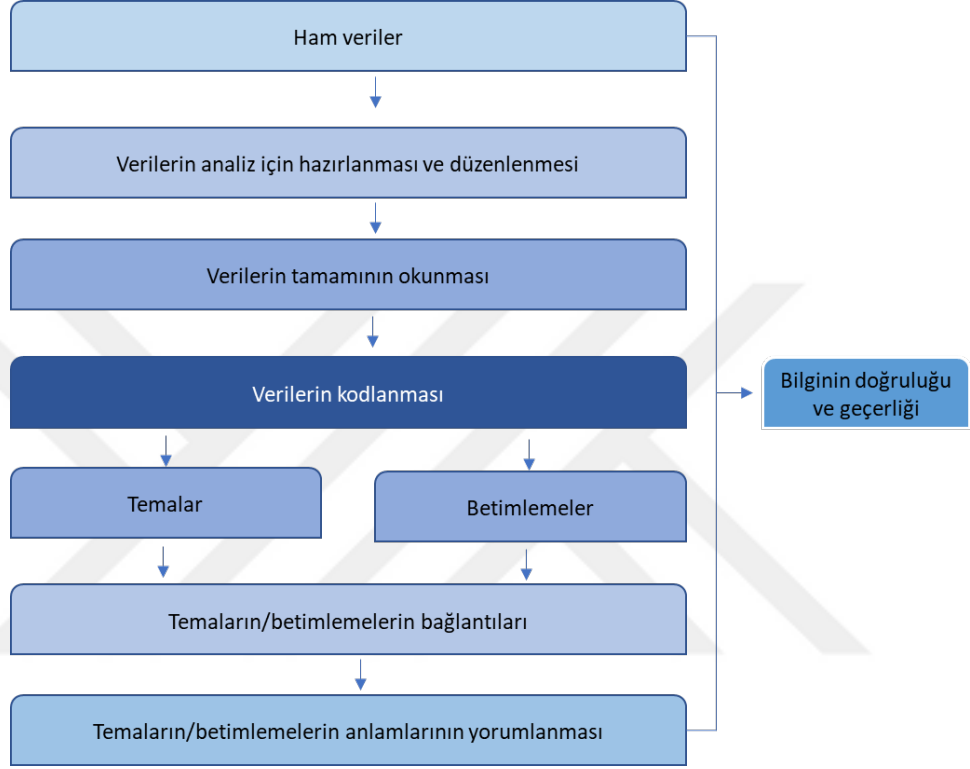 Ham veriler
Verilerin analiz için hazırlanması ve düzenlenmesi
Verilerin tamamının okunması
Verilerin kodlanması
Bilginin doğruluğu
ve geçerliği
Temalar
Betimlemeler
Temaların/betimlemelerin bağlantıları
Temaların/betimlemelerin anlamlarının yorumlanması